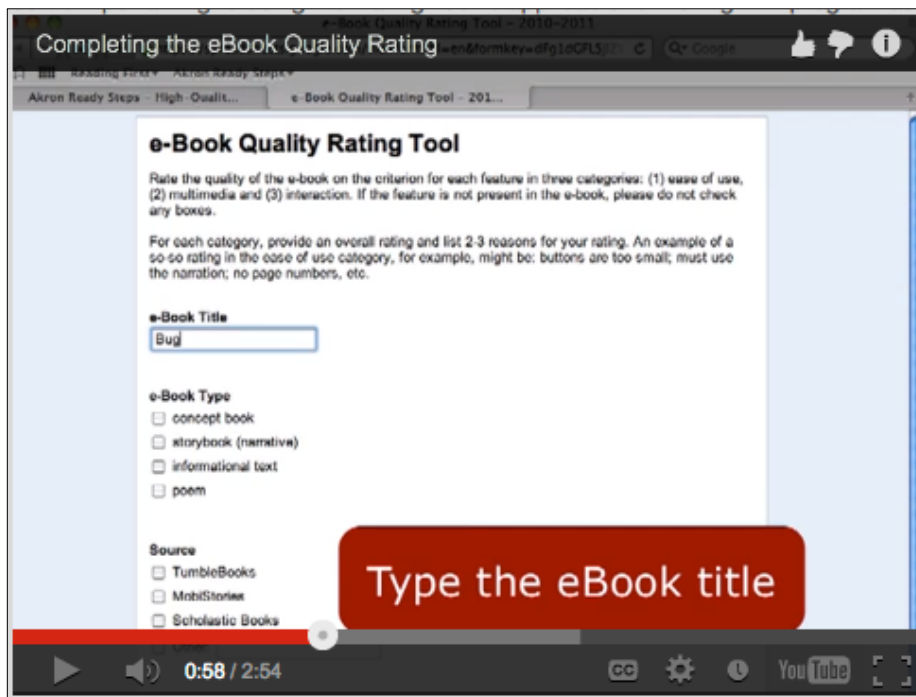 e-Book Quality Rating Tool – 2010-2011
Completing the eBook Quality Rating
Google
Reading First Akron Ready Steps
Akron Ready Steps – High-Qualit... e-Book Quality Rating Tool – 201...
e-Book Quality Rating Tool
Rate the quality of the e-book on the criterion for each feature in three categories: (1) ease of use,
(2) multimedia and (3) interaction. If the feature is not present in the e-book, please do not check
any boxes.
For each category, provide an overall rating and list 2-3 reasons for your rating. An example of a
so-so rating in the ease of use category, for example, might be: buttons are too small; must use
the narration; no page numbers, etc.
e-Book Title
Bug
e-Book Type
concept book
storybook (narrative)
informational text
poem
Source
TumbleBooks
MobiStories
Scholastic Books
Other:
Type the eBook title
0:58 / 2:54
CC
YouTube